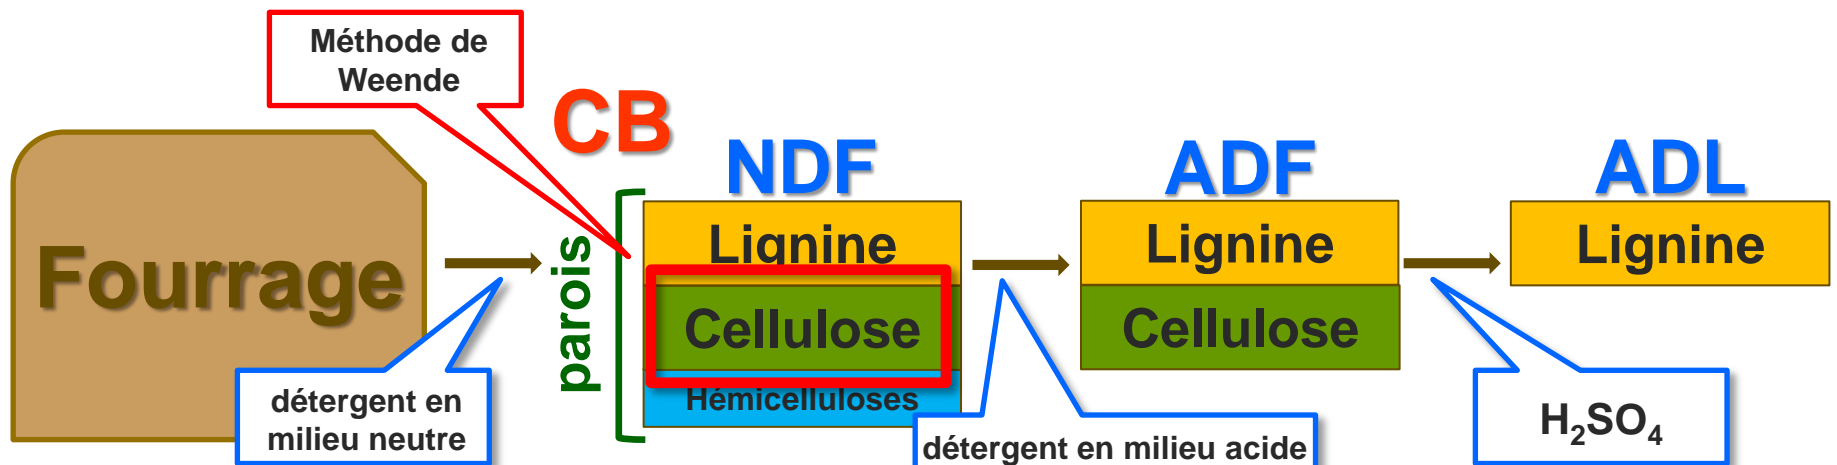 Méthode de
Weende
CB
NDF
ADF
ADL
Fourrage
parois
Lignine
Cellulose
Hémicelluloses
Lignine
Cellulose
Lignine
détergent en
milieu neutre
détergent en milieu acide
H₂SO₄